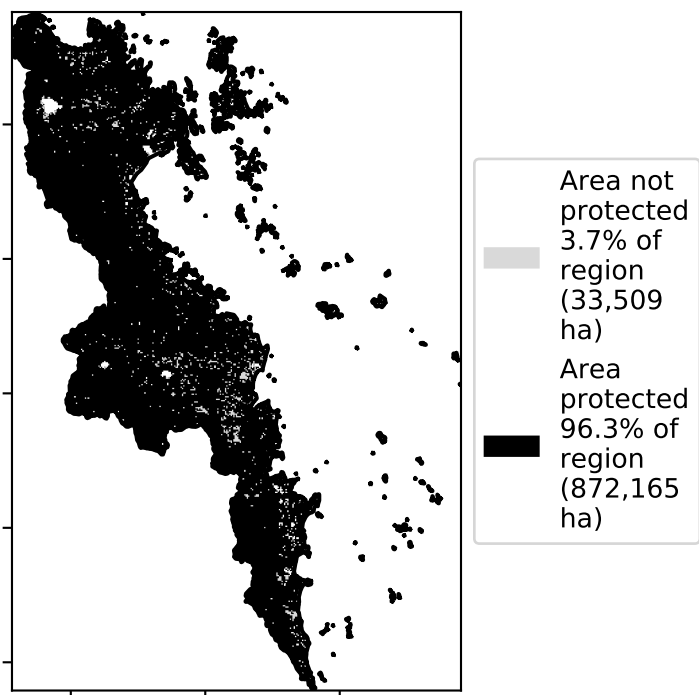 Area not
protected
3.7% of
region
(33,509
ha)
Area
protected
96.3% of
region
(872,165
ha)